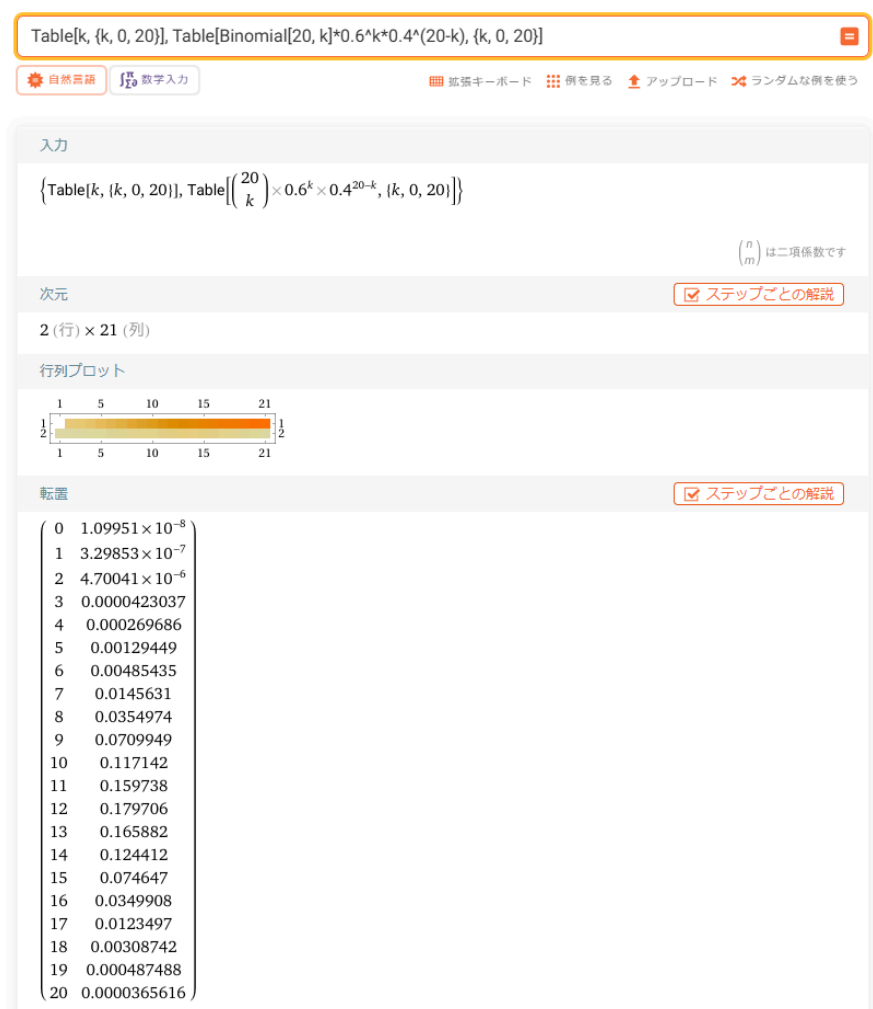 Table[k, {k, 0, 20}], Table[Binomial[20, k]*0.6^k*0.4^(20-k), {k, 0, 20}]
自然言語 ∫Σ∂π 数学入力 拡張キーボード 例を見る アップロード ランダムな例を使う
入力
{Table[k, {k, 0, 20}], Table[(20 k)×0.6^k×0.4^(20-k), {k, 0, 20}]}
(n m) は二項係数です
次元 ステップごとの解説
2 (行) × 21 (列)
行列プロット
1 5 10 15 21
1 1
2 2
1 5 10 15 21
転置 ステップごとの解説
0 1.09951×10⁻⁸
1 3.29853×10⁻⁷
2 4.70041×10⁻⁶
3 0.0000423037
4 0.000269686
5 0.00129449
6 0.00485435
7 0.0145631
8 0.0354974
9 0.0709949
10 0.117142
11 0.159738
12 0.179706
13 0.165882
14 0.124412
15 0.074647
16 0.0349908
17 0.0123497
18 0.00308742
19 0.000487488
20 0.0000365616